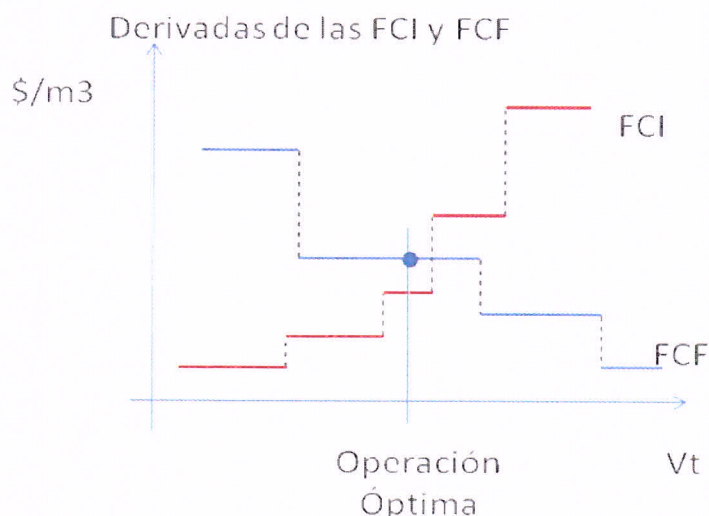 Derivadas de las FCI y FCF
$/m3
FCI
FCF
Operación
Óptima
Vt